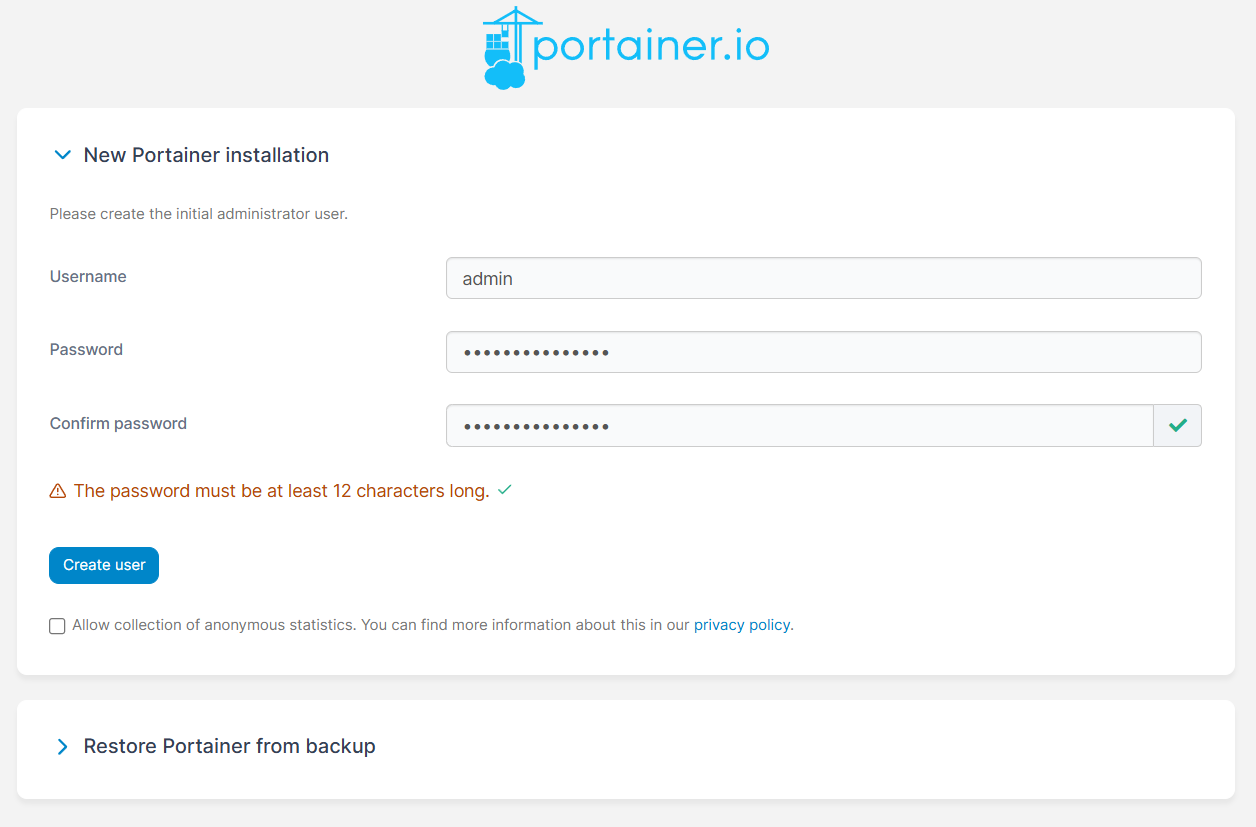 portainer.io
New Portainer installation
Please create the initial administrator user.
Username
admin
Password
•••••••••••••••
Confirm password
•••••••••••••••
The password must be at least 12 characters long.
Create user
Allow collection of anonymous statistics. You can find more information about this in our privacy policy.
Restore Portainer from backup